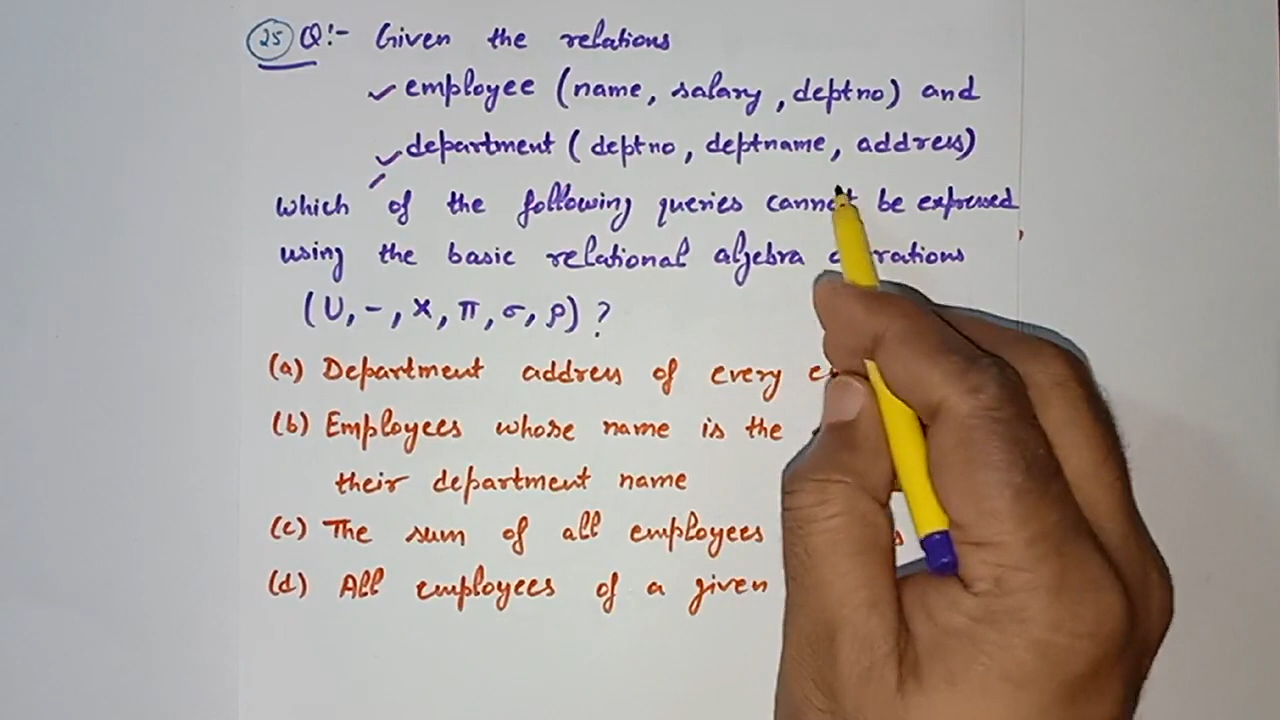 25 Q:- Given the relations
employee (name, salary, deptno) and
department (deptno, deptname, address)
which of the following queries cannot be expressed
using the basic relational algebra
(U, -, x, π, σ, ρ) ?
(a) Department address of every
(b) Employees whose name is the
their department name
(c) The sum of all employees
(d) All employees of a given